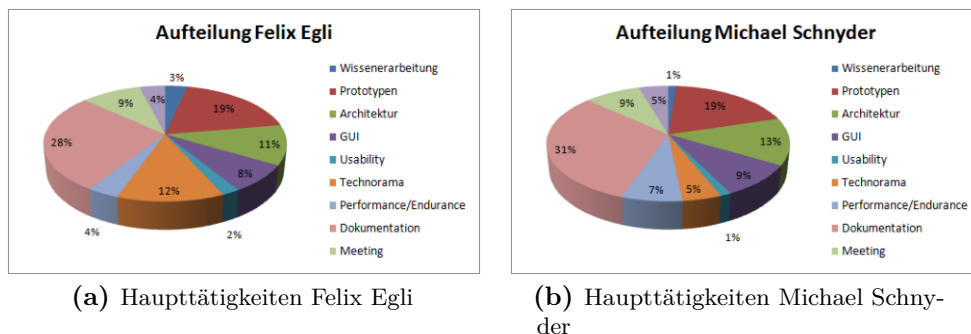 Aufteilung Felix Egli
3%
4%
9%
19%
28%
11%
8%
12%
4%
2%
Wissenerarbeitung
Prototypen
Architektur
GUI
Usability
Technorama
Performance/Endurance
Dokumentation
Meeting
(a) Haupttätigkeiten Felix Egli
Aufteilung Michael Schnyder
1%
5%
9%
19%
31%
13%
9%
7%
5%
1%
Wissenerarbeitung
Prototypen
Architektur
GUI
Usability
Technorama
Performance/Endurance
Dokumentation
Meeting
(b) Haupttätigkeiten Michael Schny-
der